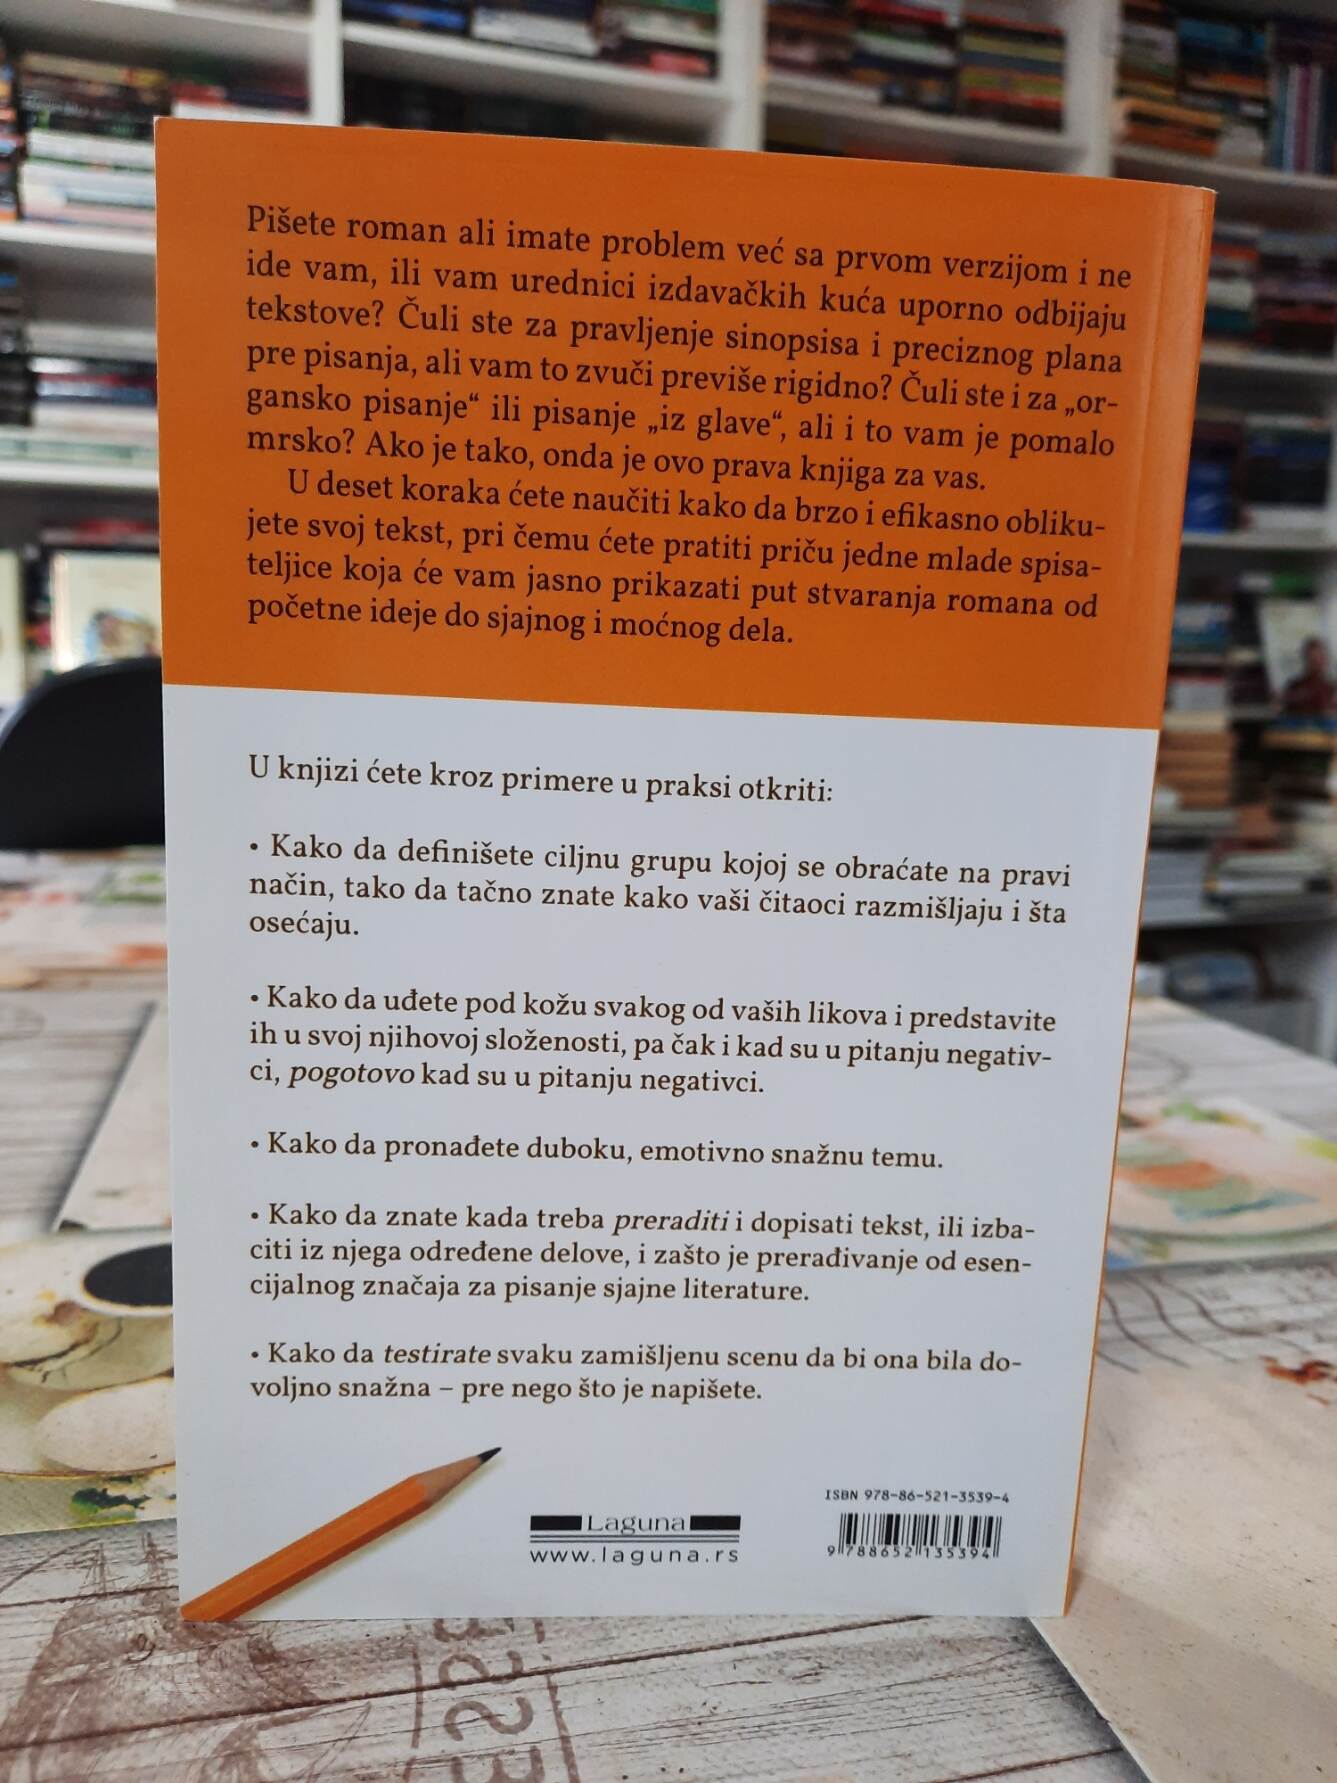 Pišete roman ali imate problem već sa prvom verzijom i ne
ide vam, ili vam urednici izdavačkih kuća uporno odbijaju
tekstove? Čuli ste za pravljenje sinopsisa i preciznog plana
pre pisanja, ali vam to zvuči previše rigidno? Čuli ste i za „or-
gansko pisanje“ ili pisanje „iz glave“, ali i to vam je pomalo
mrsko? Ako je tako, onda je ovo prava knjiga za vas.
U deset koraka ćete naučiti kako da brzo i efikasno obliku-
jete svoj tekst, pri čemu ćete pratiti priču jedne mlade spisa-
teljice koja će vam jasno prikazati put stvaranja romana od
početne ideje do sjajnog i moćnog dela.
U knjizi ćete kroz primere u praksi otkriti:
• Kako da definišete ciljnu grupu kojoj se obraćate na pravi
način, tako da tačno znate kako vaši čitaoci razmišljaju i šta
osećaju.
• Kako da uđete pod kožu svakog od vaših likova i predstavite
ih u svoj njihovoj složenosti, pa čak i kad su u pitanju negativ-
ci, pogotovo kad su u pitanju negativci.
• Kako da pronađete duboku, emotivno snažnu temu.
• Kako da znate kada treba preraditi i dopisati tekst, ili izba-
citi iz njega određene delove, i zašto je prerađivanje od esen-
cijalnog značaja za pisanje sjajne literature.
• Kako da testirate svaku zamišljenu scenu da bi ona bila do-
voljno snažna – pre nego što je napišete.
ISBN 978-86-521-3539-4
Laguna
www.laguna.rs
9 788652 135394